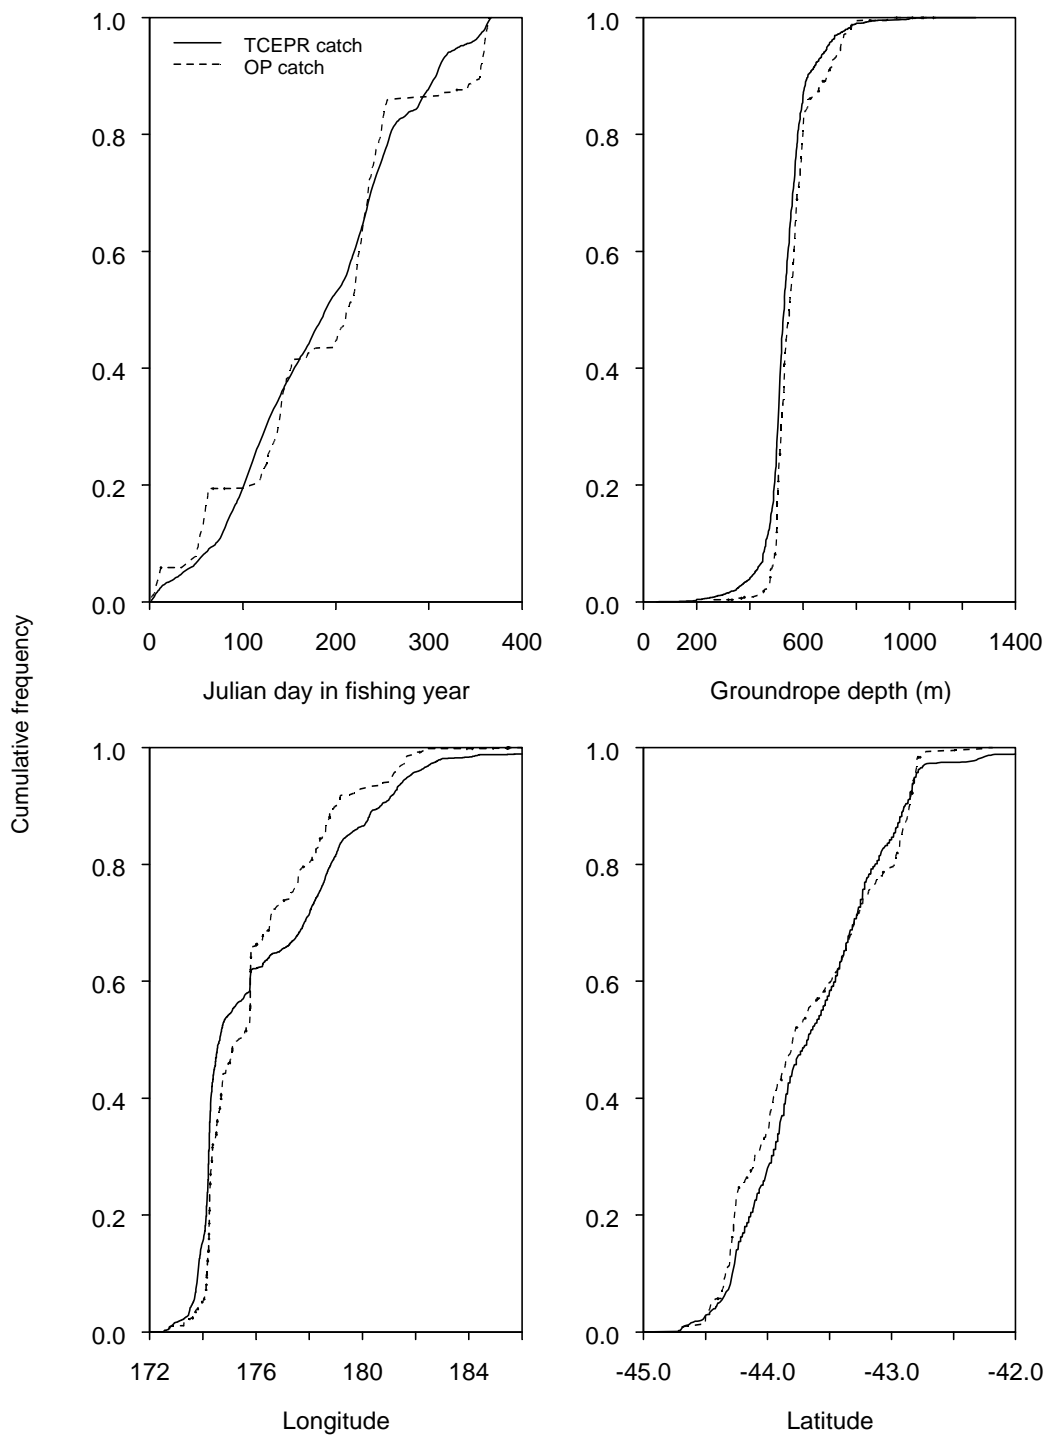 1.0
TCEPR catch
OP catch
0.8
0.6
0.4
0.2
0.0
0 100 200 300 400
Julian day in fishing year
1.0
0.8
0.6
0.4
0.2
0.0
0 200 600 1000 1400
Groundrope depth (m)
Cumulative frequency
1.0
0.8
0.6
0.4
0.2
0.0
172 176 180 184
Longitude
1.0
0.8
0.6
0.4
0.2
0.0
-45.0 -44.0 -43.0 -42.0
Latitude